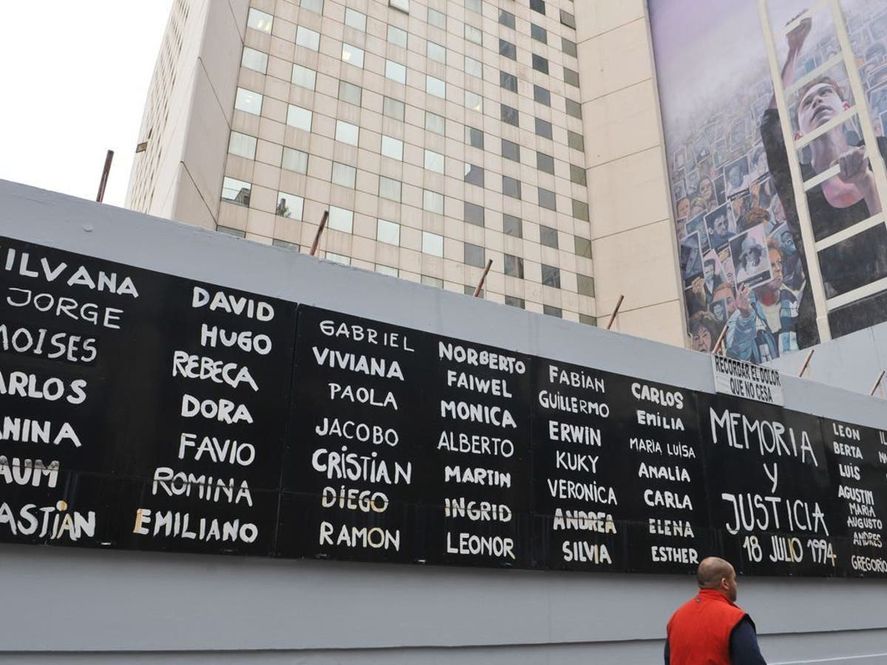 ILVANA
JORGE
MOISES
ARLOS
ANINA
AUM
BASTIAN
DAVID
HUGO
REBECA
DORA
FAVIO
ROMINA
EMILIANO
GABRIEL
VIVIANA
PAOLA
JACOBO
CRISTIAN
DIEGO
RAMON
NORBERTO
FAIWEL
MONICA
ALBERTO
MARTIN
INGRID
LEONOR
FABIAN
GUILLERMO
ERWIN
KUKY
VERONICA
ANDREA
SILVIA
CARLOS
EMILIA
MARIA LUISA
ANALIA
CARLA
ELENA
ESTHER
RECORDAR EL DOLOR
QUE NO CESA
MEMORIA
Y
JUSTICIA
18 JULIO 1994
LEON
BERTA
LUIS
AGUSTIM
MARIA
AUGUSTO
ANDRES
GREGORIO